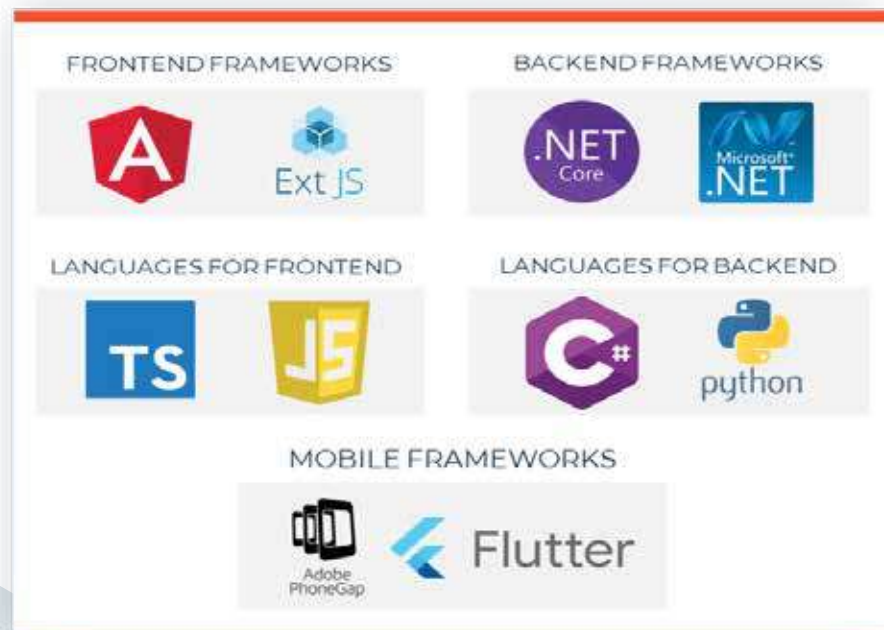 FRONTEND FRAMEWORKS
BACKEND FRAMEWORKS
A
Ext JS
.NET
Core
Microsoft®
.NET
LANGUAGES FOR FRONTEND
LANGUAGES FOR BACKEND
TS
JS
C#
python
MOBILE FRAMEWORKS
Adobe
PhoneGap
Flutter